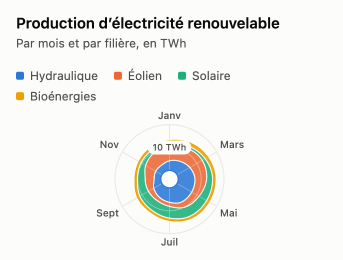 Production d’électricité renouvelable
Par mois et par filière, en TWh
Hydraulique Éolien Solaire
Bioénergies
Janv
Nov 10 TWh Mars
Sept Mai
Juil